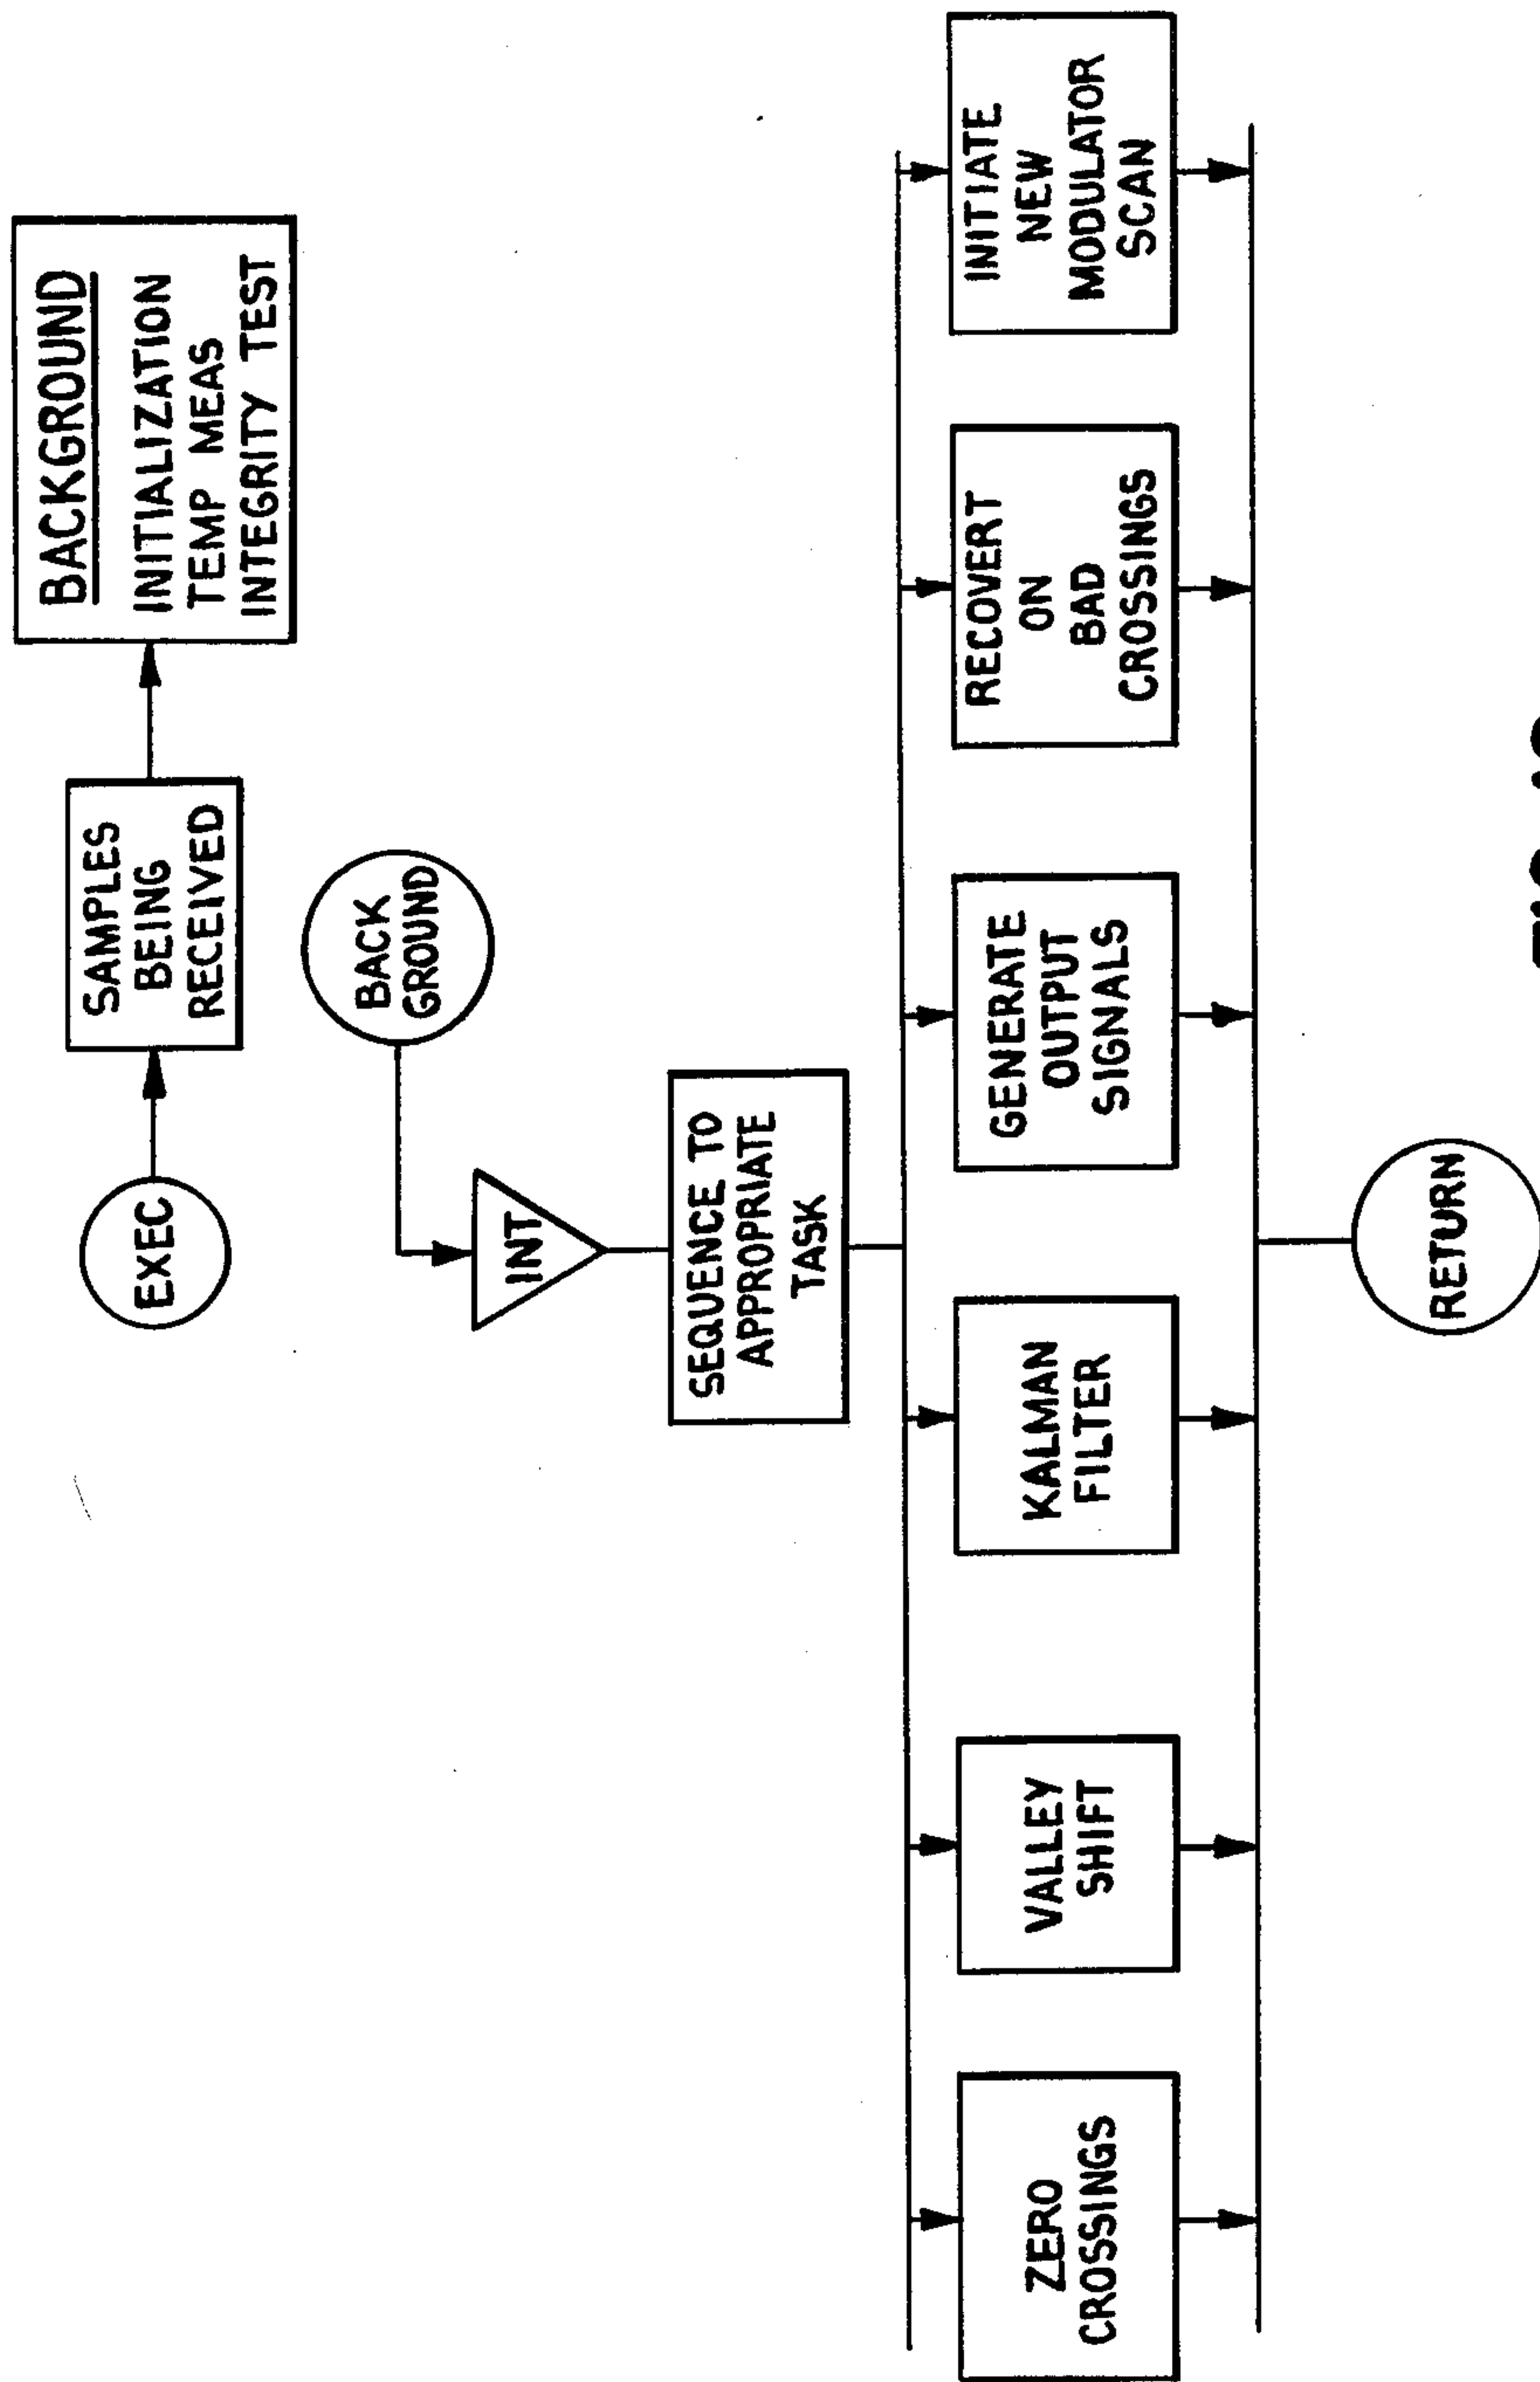 EXEC
SAMPLES
BEING
RECEIVED
BACKGROUND
INITIALIZATION
TEMP MEAS
INTEGRITY TEST
BACK
GROUND
INT
SEQUENCE TO
APPROPRIATE
TASK
ZERO
CROSSINGS
VALLEY
SHIFT
KALMAN
FILTER
GENERATE
OUTPUT
SIGNALS
RECOVERT
ON
BAD
CROSSINGS
INITIATE
NEW
MODULATOR
SCAN
RETURN